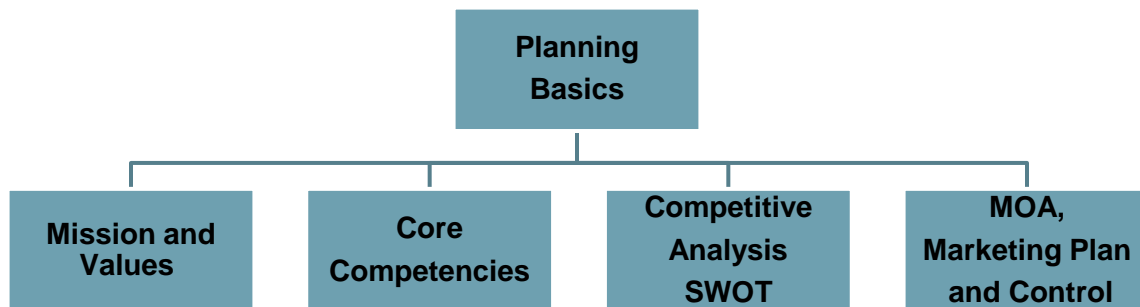 Planning
Basics
Mission and
Values
Core
Competencies
Competitive
Analysis
SWOT
MOA,
Marketing Plan
and Control